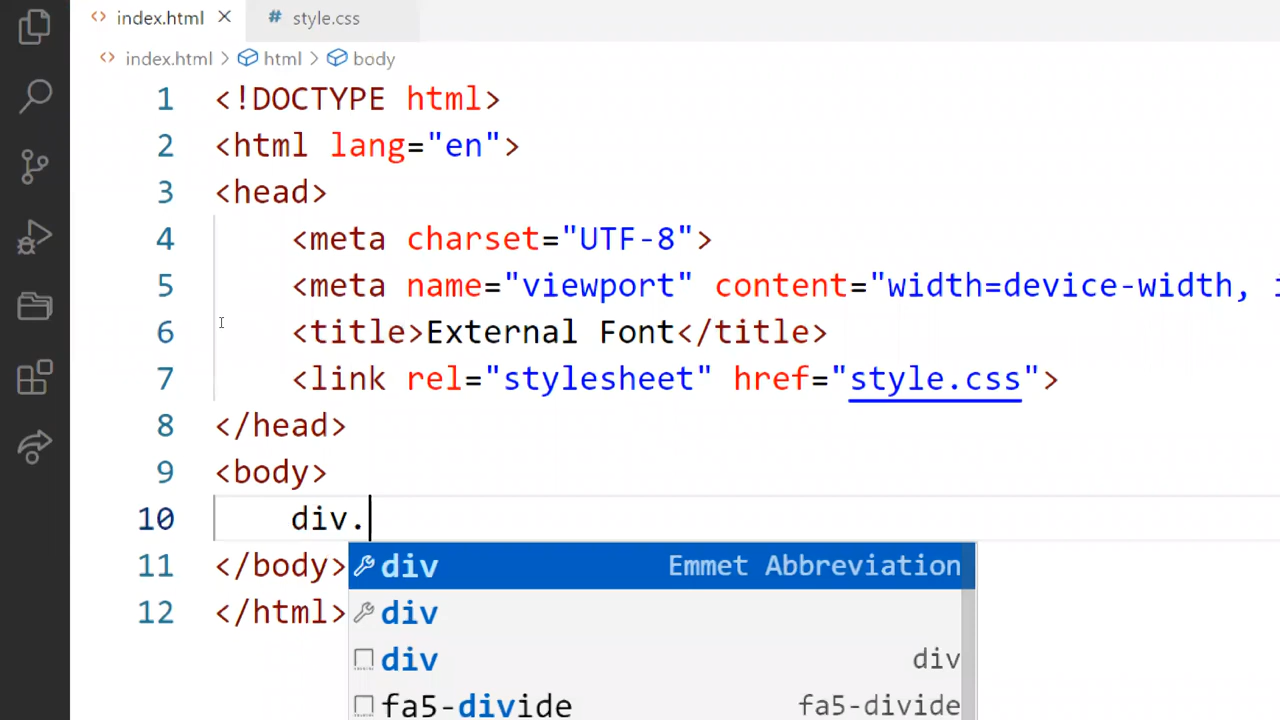 index.html style.css
index.html html body
1 <!DOCTYPE html>
2 <html lang="en">
3 <head>
4 <meta charset="UTF-8">
5 <meta name="viewport" content="width=device-width,
6 <title>External Font</title>
7 <link rel="stylesheet" href="style.css">
8 </head>
9 <body>
10 div.
11 </body>
div Emmet Abbreviation
12 </html>
div
div div
fa5-divide fa5-divide